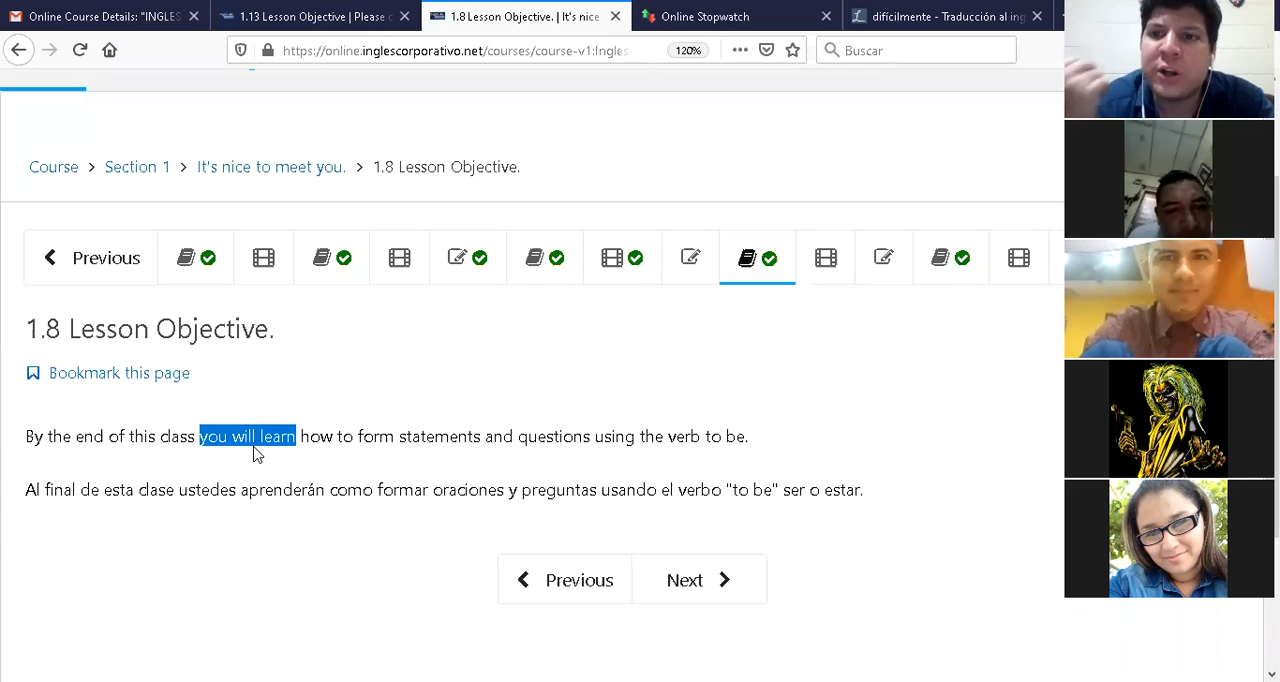 Online Course Details: "INGLES
1.13 Lesson Objective | Please c
1.8 Lesson Objective. | It's nice
Online Stopwatch
difícilmente - Traducción al ing
https://online.inglescorporativo.net/courses/course-v1:Ingles-
120%
Buscar
Course > Section 1 > It's nice to meet you. > 1.8 Lesson Objective.
Previous
1.8 Lesson Objective.
Bookmark this page
By the end of this class you will learn how to form statements and questions using the verb to be.
Al final de esta clase ustedes aprenderán como formar oraciones y preguntas usando el verbo "to be" ser o estar.
Previous
Next